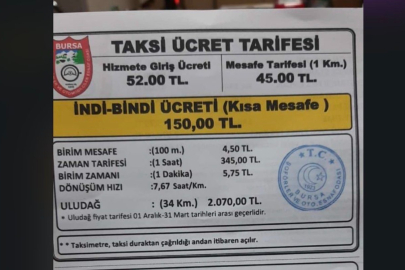 BURSA
TAKSİ ÜCRET TARİFESİ
Hizmete Giriş Ücreti
52.00 TL.
Mesafe Tarifesi (1 Km.)
45.00 TL.
İNDİ-BİNDİ ÜCRETİ (Kısa Mesafe )
150,00 TL.
BİRİM MESAFE :(100 m.) 4,50 TL.
ZAMAN TARİFESİ :(1 Saat) 345,00 TL.
BİRİM ZAMANI :(1 Dakika) 5,75 TL.
DÖNÜŞÜM HIZI :7,67 Saat/Km.
ULUDAĞ : (34 Km.) 2.070,00 TL.
* Uludağ fiyat tarifesi 01 Aralık-31 Mart tarihleri arası geçerlidir.
T.C.
* * Taksimetre, taksi duraktan çağrıldığı andan itibaren açılır.